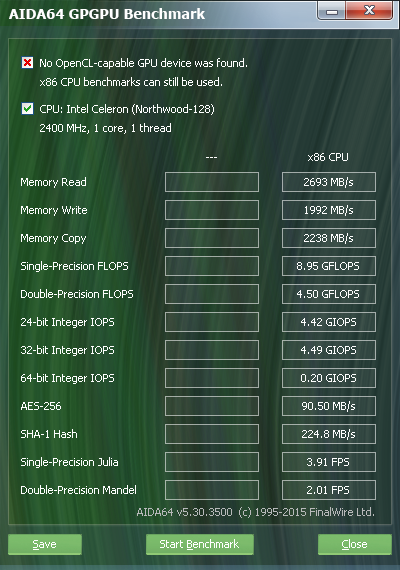 AIDA64 GPGPU Benchmark
No OpenCL-capable GPU device was found.
x86 CPU benchmarks can still be used.
CPU: Intel Celeron (Northwood-128)
2400 MHz, 1 core, 1 thread
--- x86 CPU
Memory Read 2693 MB/s
Memory Write 1992 MB/s
Memory Copy 2238 MB/s
Single-Precision FLOPS 8.95 GFLOPS
Double-Precision FLOPS 4.50 GFLOPS
24-bit Integer IOPS 4.42 GIOPS
32-bit Integer IOPS 4.49 GIOPS
64-bit Integer IOPS 0.20 GIOPS
AES-256 90.50 MB/s
SHA-1 Hash 224.8 MB/s
Single-Precision Julia 3.91 FPS
Double-Precision Mandel 2.01 FPS
AIDA64 v5.30.3500 (c) 1995-2015 FinalWire Ltd.
Save Start Benchmark Close